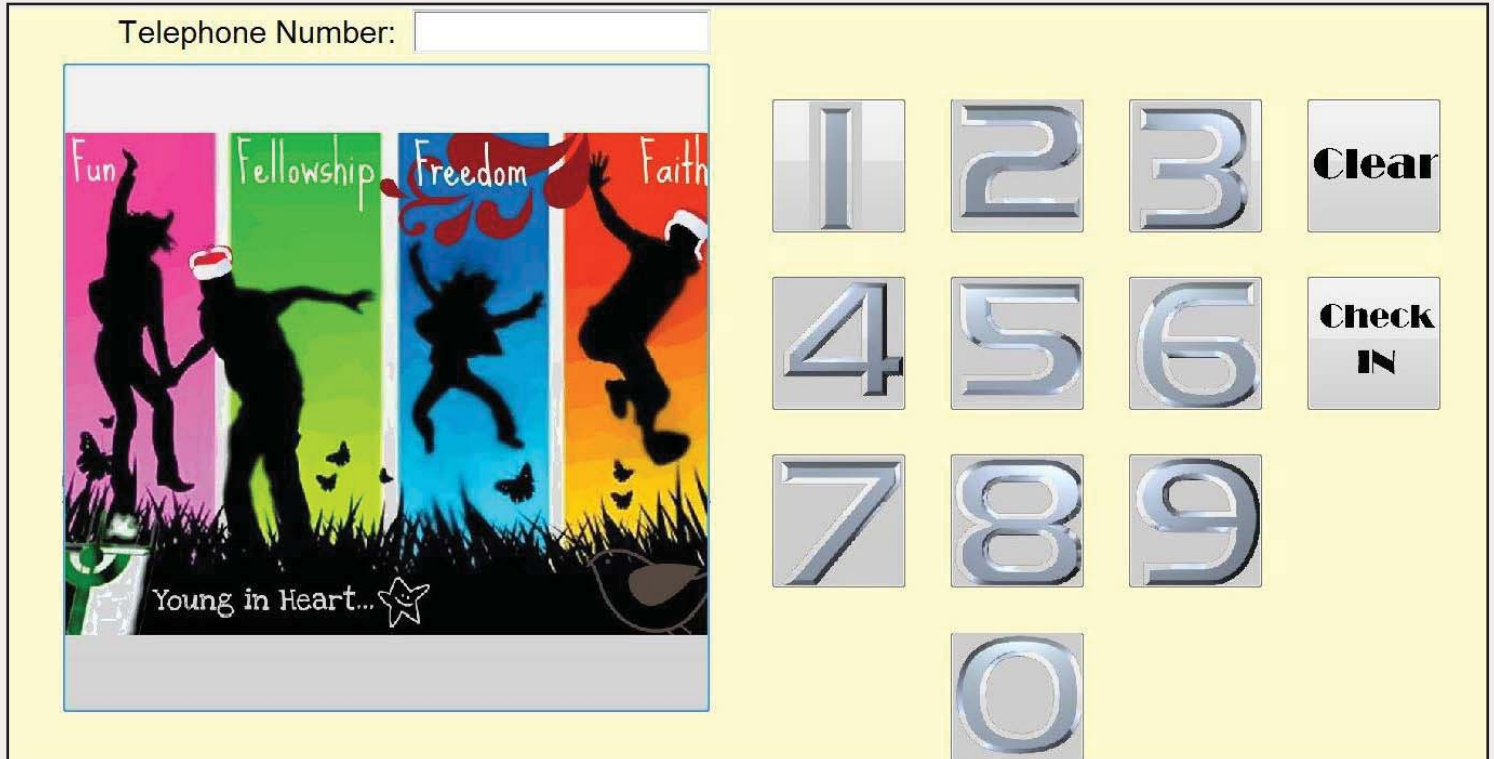 Telephone Number:
Fun Fellowship Freedom Faith
Young in Heart...
1 2 3 Clear
4 5 6 Check
IN
7 8 9
0